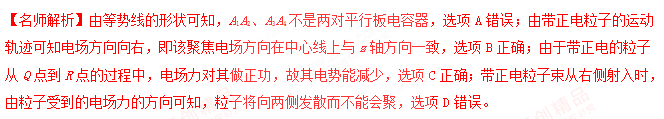 【名师解析】由等势线的形状可知，A₁A₂、A₃A₄不是两对平行板电容器，选项 A 错误；由带正电粒子的运动
轨迹可知电场方向向右，即该聚焦电场方向在中心线上与 s 轴方向一致，选项 B 正确；由于带正电的粒子
从 Q 点到 R 点的过程中，电场力对其做正功，故其电势能减少，选项 C 正确；带正电粒子束从右侧射入时，
由粒子受到的电场力的方向可知，粒子将向两侧发散而不能会聚，选项 D 错误。